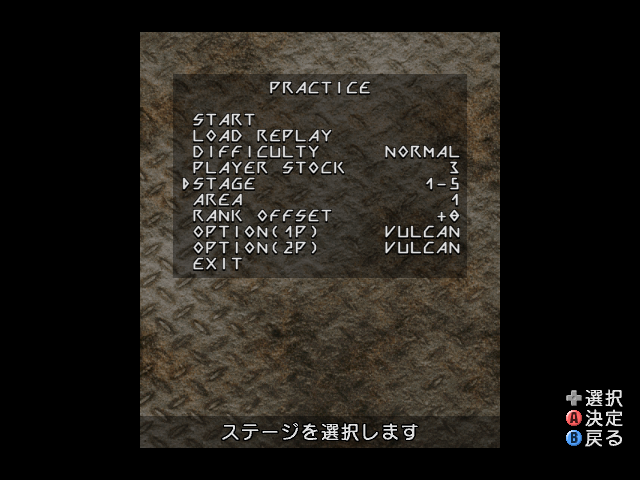 PRACTICE
START
LOAD REPLAY
DIFFICULTY NORMAL
PLAYER STOCK 3
STAGE 1-5
AREA 1
RANK OFFSET +0
OPTION(1P) VULCAN
OPTION(2P) VULCAN
EXIT
ステージを選択します
選択
A 決定
B 戻る